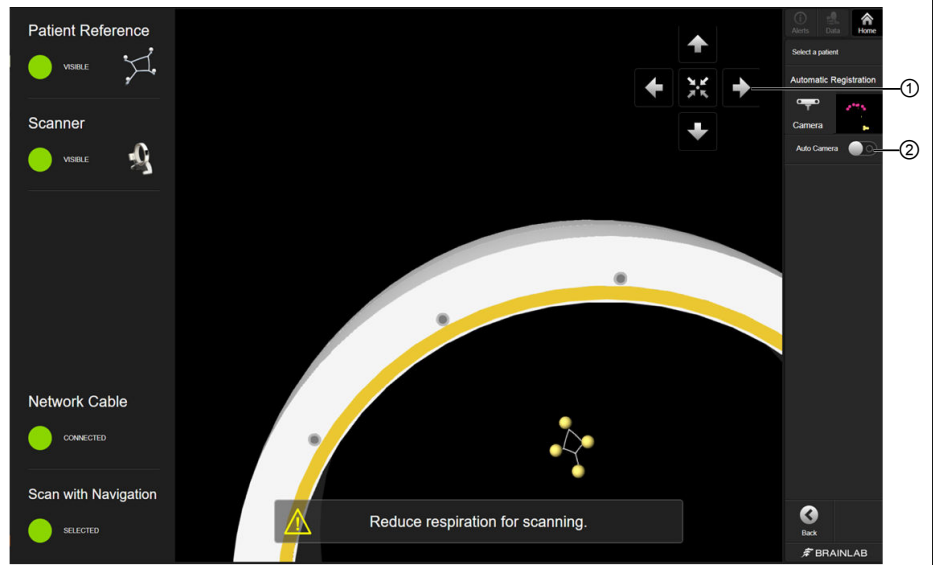 Patient Reference
VISIBLE
Scanner
VISIBLE
Network Cable
CONNECTED
Scan with Navigation
SELECTED
Reduce respiration for scanning.
Alerts Data Home
Select a patient
Automatic Registration
1
Camera
Auto Camera
2
Back
BRAINLAB